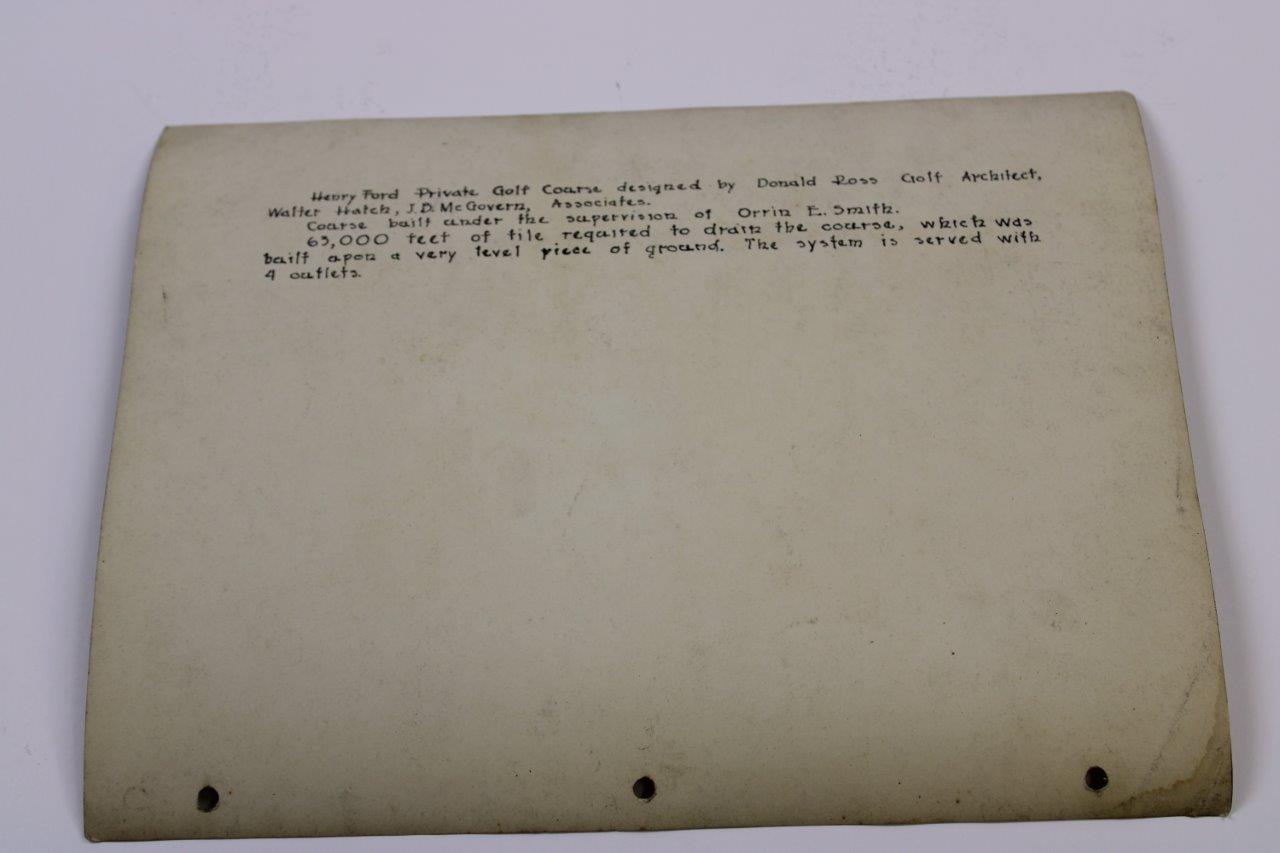 Henry Ford Private Golf Course designed by Donald Ross Golf Architect,
Walter Hatch, J.D. McGovern, Associates.
Course built under the supervision of Orrin E. Smith.
65,000 feet of tile required to drain the course, which was
built upon a very level piece of ground. The system is served with
4 outlets.